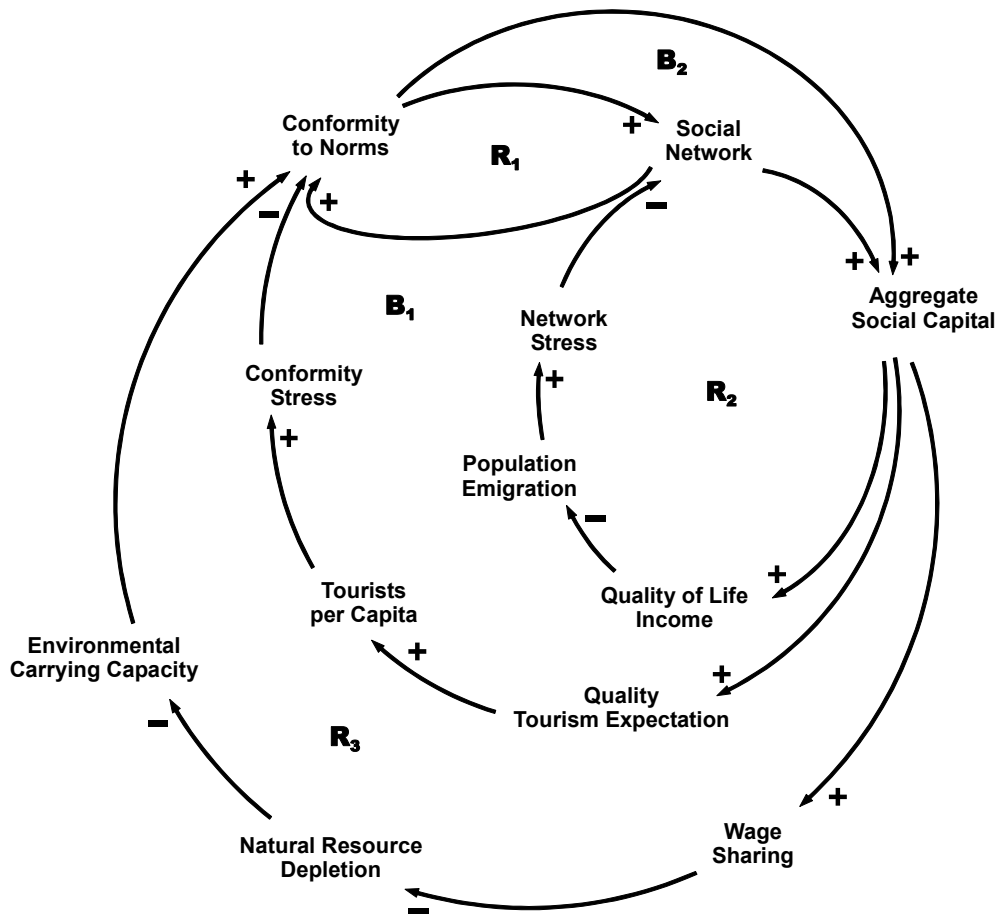 B2
Conformity
to Norms
+
Social
Network
R1
+
+
−
−
+
+
+
Aggregate
Social Capital
B1
Network
Stress
+
Conformity
Stress
R2
+
Population
Emigration
−
+
Tourists
per Capita
Quality of Life
Income
+
+
Environmental
Carrying Capacity
Quality
Tourism Expectation
−
R3
+
Wage
Sharing
Natural Resource
Depletion
−